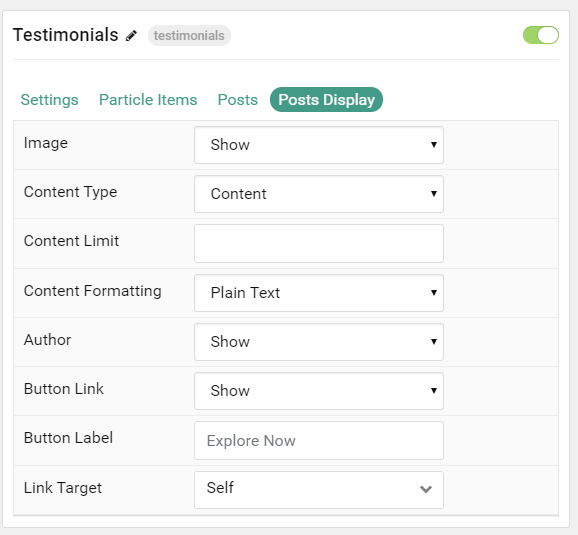 Testimonials testimonials
Settings Particle Items Posts Posts Display
Image Show
Content Type Content
Content Limit
Content Formatting Plain Text
Author Show
Button Link Show
Button Label Explore Now
Link Target Self